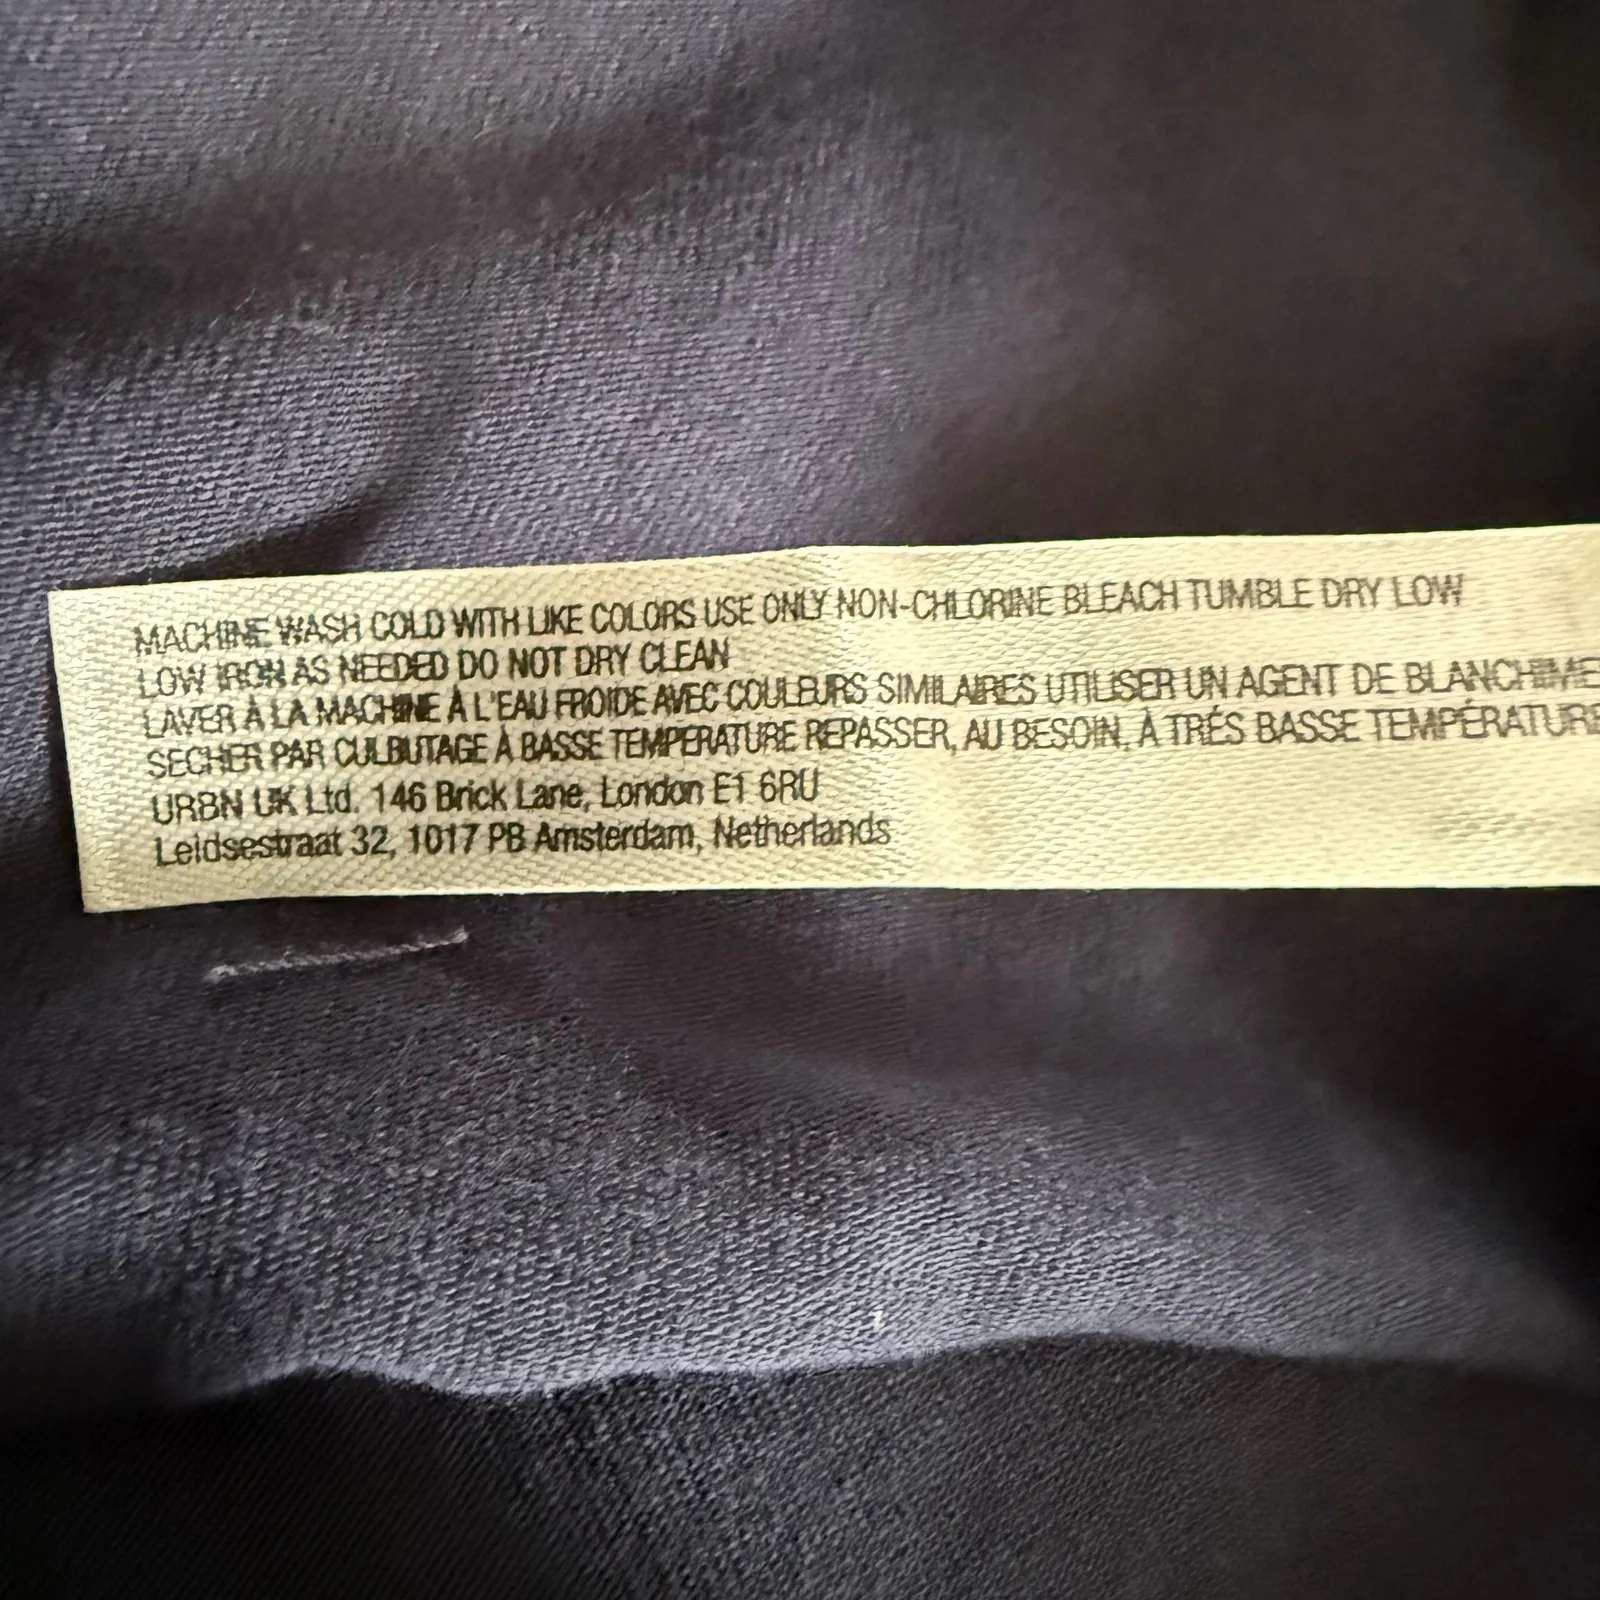 MACHINE WASH COLD WITH LIKE COLORS USE ONLY NON-CHLORINE BLEACH TUMBLE DRY LOW
LOW IRON AS NEEDED DO NOT DRY CLEAN
LAVER À LA MACHINE À L'EAU FROIDE AVEC COULEURS SIMILAIRES UTILISER UN AGENT DE BLANCHIME
SECHER PAR CULBUTAGE À BASSE TEMPERATURE REPASSER, AU BESOIN, À TRÉS BASSE TEMPÉRATURE
URBN UK Ltd. 146 Brick Lane, London E1 6RU
Leidsestraat 32, 1017 PB Amsterdam, Netherlands